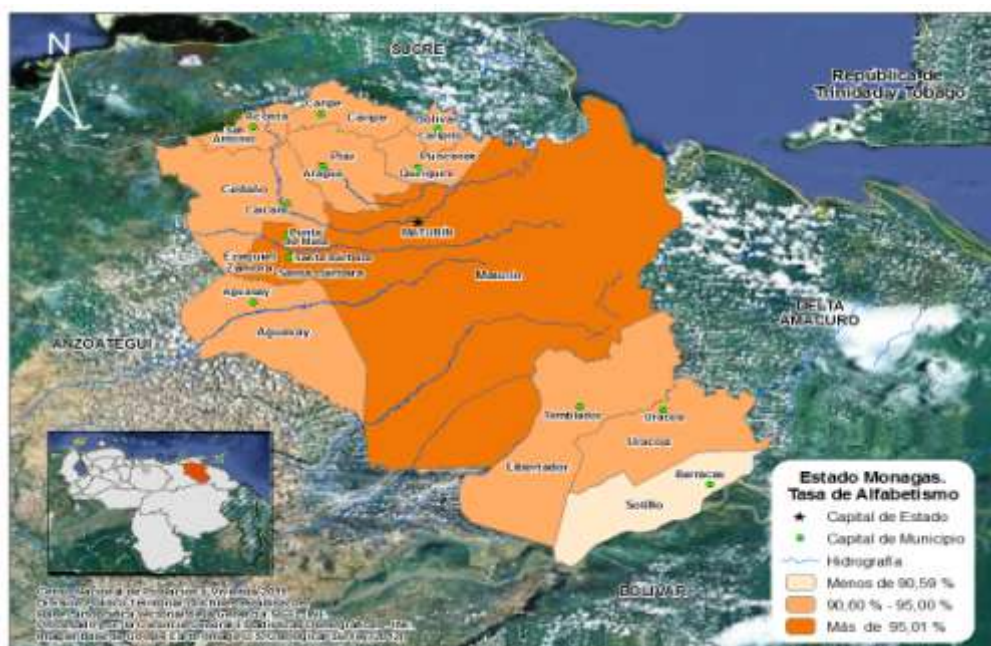 N
SUCRE
República de
Trinidad y Tobago
Caripe
Acosta
Caripe
Bolívar
San
Antonio
Caripito
Piar
Punceres
Aragua
Quiriquire
Cedeño
Caicara
MATURIN
Punta
de Mata
Ezequiel
Zamora
Santa Bárbara
Santa Bárbara
Maturín
Aguasay
DELTA
AMACURO
Aguasay
ANZOATEGUI
Temblador
Uracoa
Uracoa
Libertador
Barrancas
Sotillo
BOLIVAR
Estado Monagas.
Tasa de Alfabetismo
Capital de Estado
Capital de Municipio
Hidrografía
Menos de 90,59 %
90,60 % - 95,00 %
Más de 95,01 %